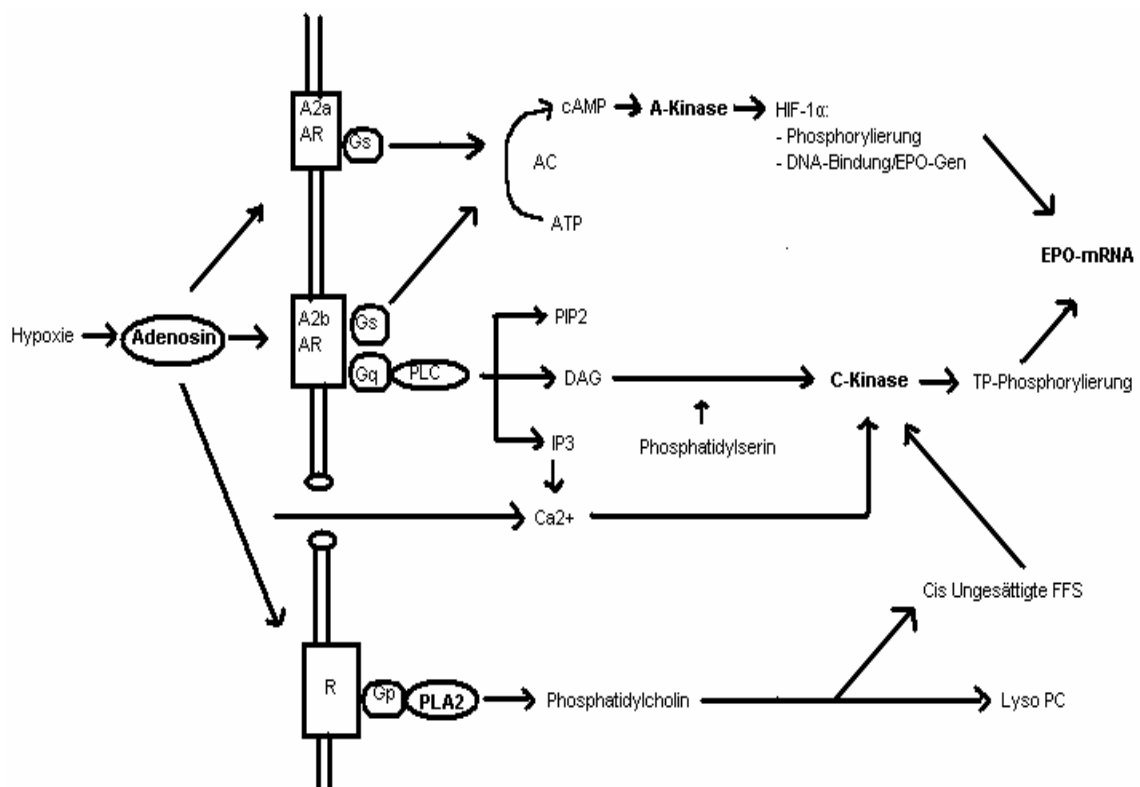 A2a
AR
Gs
cAMP
A-Kinase
HIF-1α:
- Phosphorylierung
- DNA-Bindung/EPO-Gen
AC
ATP
EPO-mRNA
Hypoxie
Adenosin
A2b
AR
Gs
Gq
PLC
PIP2
DAG
C-Kinase
TP-Phosphorylierung
IP3
Phosphatidylserin
Ca2+
Cis Ungesättigte FFS
R
Gp
PLA2
Phosphatidylcholin
Lyso PC